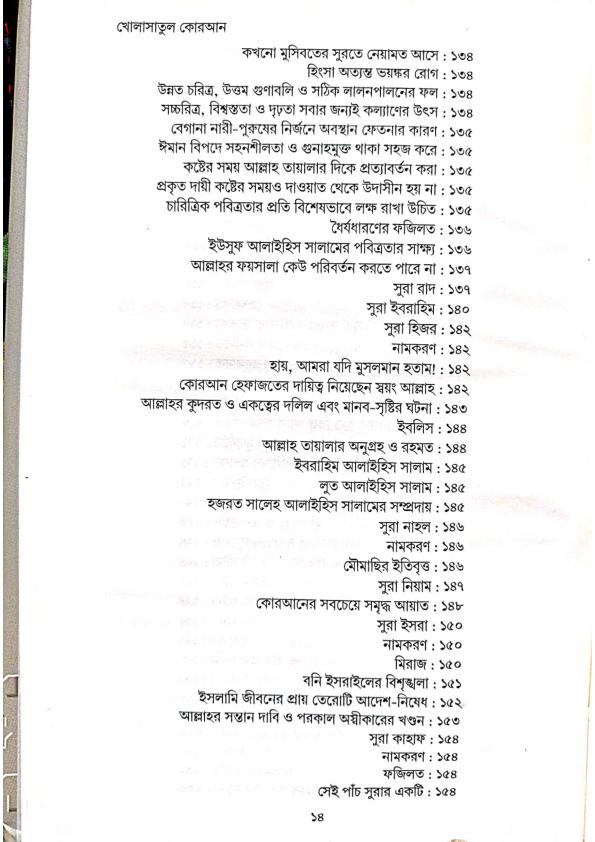 খোলাসাতুল কোরআন
কখনো মুসিবতের সুরতে নেয়ামত আসে : ১৩৪
হিংসা অত্যন্ত ভয়ঙ্কর রোগ : ১৩৪
উন্নত চরিত্র, উত্তম গুণাবলি ও সঠিক লালনপালনের ফল : ১৩৪
সচ্চরিত্র, বিশ্বস্ততা ও দৃঢ়তা সবার জন্যই কল্যাণের উৎস : ১৩৪
বেগানা নারী-পুরুষের নির্জনে অবস্থান ফেতনার কারণ : ১৩৫
ঈমান বিপদে সহনশীলতা ও গুনাহমুক্ত থাকা সহজ করে : ১৩৫
কষ্টের সময় আল্লাহ তায়ালার দিকে প্রত্যাবর্তন করা : ১৩৫
প্রকৃত দায়ী কষ্টের সময়ও দাওয়াত থেকে উদাসীন হয় না : ১৩৫
চারিত্রিক পবিত্রতার প্রতি বিশেষভাবে লক্ষ রাখা উচিত : ১৩৫
ধৈর্যধারণের ফজিলত : ১৩৬
ইউসুফ আলাইহিস সালামের পবিত্রতার সাক্ষ্য : ১৩৬
আল্লাহর ফয়সালা কেউ পরিবর্তন করতে পারে না : ১৩৭
সুরা রাদ : ১৩৭
সুরা ইবরাহিম : ১৪০
সুরা হিজর : ১৪২
নামকরণ : ১৪২
হায়, আমরা যদি মুসলমান হতাম! : ১৪২
কোরআন হেফাজতের দায়িত্ব নিয়েছেন স্বয়ং আল্লাহ : ১৪২
আল্লাহর কুদরত ও একত্বের দলিল এবং মানব-সৃষ্টির ঘটনা : ১৪৩
ইবলিস : ১৪৪
আল্লাহ তায়ালার অনুগ্রহ ও রহমত : ১৪৪
ইবরাহিম আলাইহিস সালাম : ১৪৫
লুত আলাইহিস সালাম : ১৪৫
হজরত সালেহ আলাইহিস সালামের সম্প্রদায় : ১৪৫
সুরা নাহল : ১৪৬
নামকরণ : ১৪৬
মৌমাছির ইতিবৃত্ত : ১৪৬
সুরা নিয়াম : ১৪৭
কোরআনের সবচেয়ে সমৃদ্ধ আয়াত : ১৪৮
সুরা ইসরা : ১৫০
নামকরণ : ১৫০
মিরাজ : ১৫০
বনি ইসরাইলের বিশৃঙ্খলা : ১৫১
ইসলামি জীবনের প্রায় তেরোটি আদেশ-নিষেধ : ১৫২
আল্লাহর সন্তান দাবি ও পরকাল অস্বীকারের খণ্ডন : ১৫৩
সুরা কাহাফ : ১৫৪
নামকরণ : ১৫৪
ফজিলত : ১৫৪
সেই পাঁচ সুরার একটি : ১৫৪
১৪